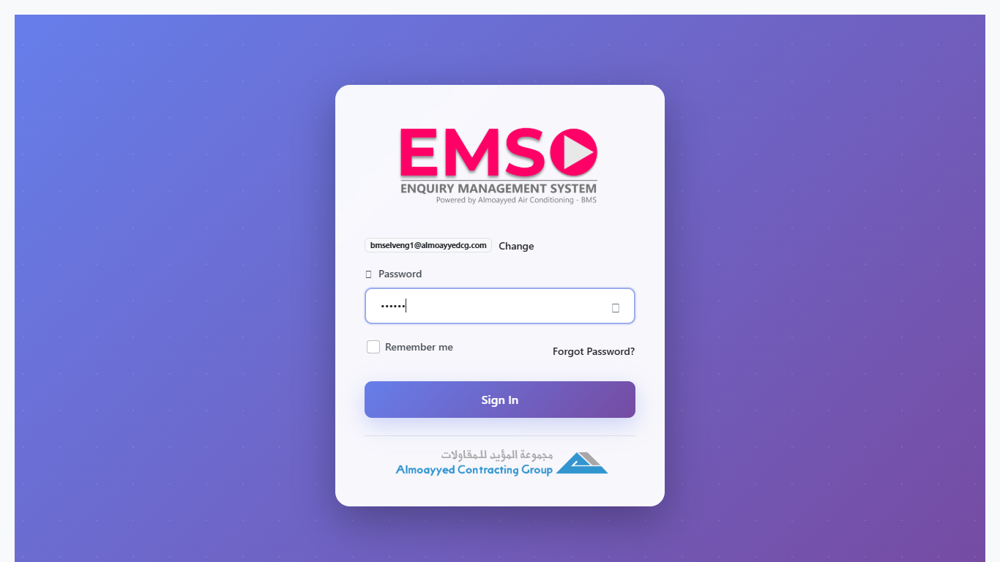 EMS
ENQUIRY MANAGEMENT SYSTEM
Powered by Almoayyed Air Conditioning - BMS
bmselveng1@almoayyedcg.com Change
Password
••••••
Remember me
Forgot Password?
Sign In
مجموعة المؤيد للمقاولات
Almoayyed Contracting Group